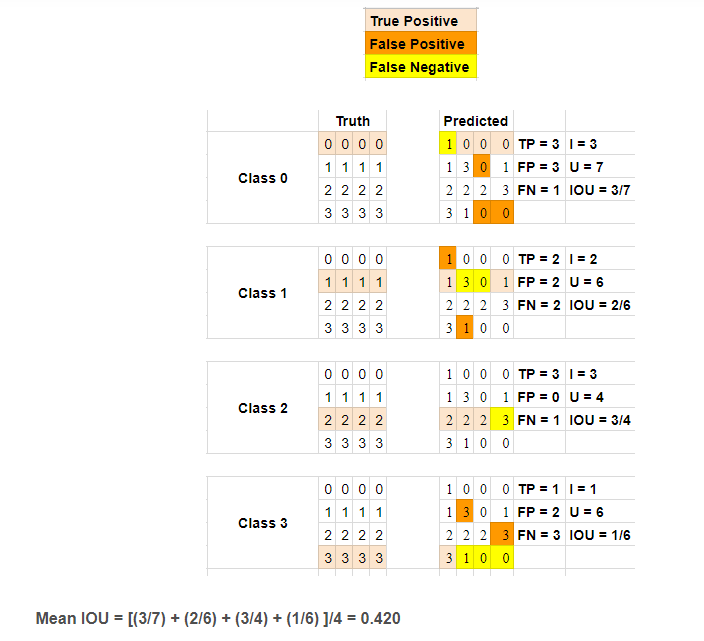 True Positive
False Positive
False Negative
Truth Predicted
0 0 0 0 1 0 0 0 TP = 3 I = 3
Class 0 1 1 1 1 1 3 0 1 FP = 3 U = 7
2 2 2 2 2 2 2 3 FN = 1 IOU = 3/7
3 3 3 3 3 1 0 0
0 0 0 0 1 0 0 0 TP = 2 I = 2
Class 1 1 1 1 1 1 3 0 1 FP = 2 U = 6
2 2 2 2 2 2 2 3 FN = 2 IOU = 2/6
3 3 3 3 3 1 0 0
0 0 0 0 1 0 0 0 TP = 3 I = 3
Class 2 1 1 1 1 1 3 0 1 FP = 0 U = 4
2 2 2 2 2 2 2 3 FN = 1 IOU = 3/4
3 3 3 3 3 1 0 0
0 0 0 0 1 0 0 0 TP = 1 I = 1
Class 3 1 1 1 1 1 3 0 1 FP = 2 U = 6
2 2 2 2 2 2 2 3 FN = 3 IOU = 1/6
3 3 3 3 3 1 0 0
Mean IOU = [(3/7) + (2/6) + (3/4) + (1/6) ]/4 = 0.420